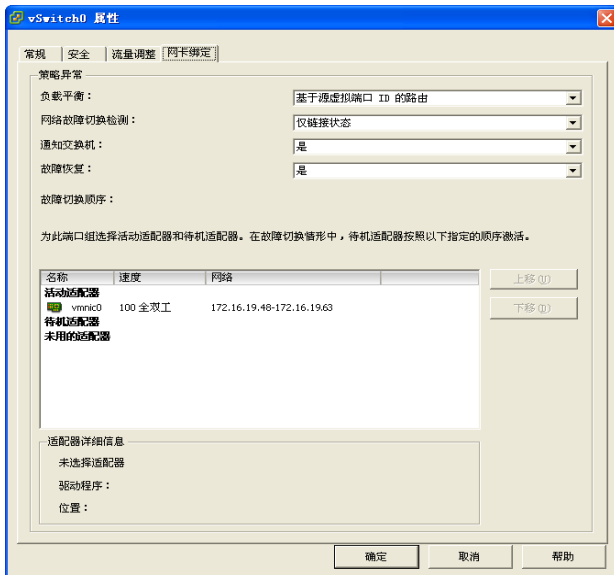 vSwitch0 属性
常规 安全 流量调整 网卡绑定
策略异常
负载平衡： 基于源虚拟端口 ID 的路由
网络故障切换检测： 仅链接状态
通知交换机： 是
故障恢复： 是
故障切换顺序：
为此端口组选择活动适配器和待机适配器。在故障切换情形中，待机适配器按照以下指定的顺序激活。
名称 速度 网络
活动适配器
vmnic0 100 全双工 172.16.19.48-172.16.19.63
待机适配器
未用的适配器
上移(U)
下移(D)
适配器详细信息
未选择适配器
驱动程序：
位置：
确定 取消 帮助